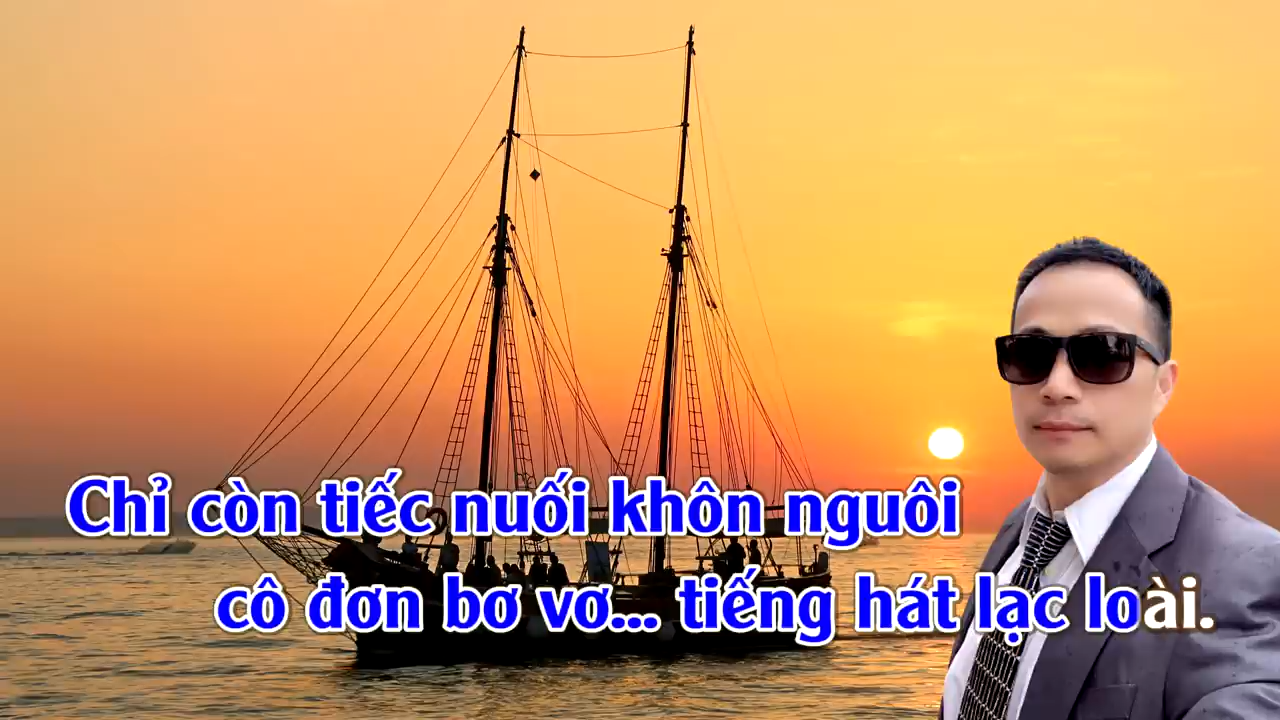 Chỉ còn tiếc nuối khôn nguôi
cô đơn bơ vơ... tiếng hát lạc loài.